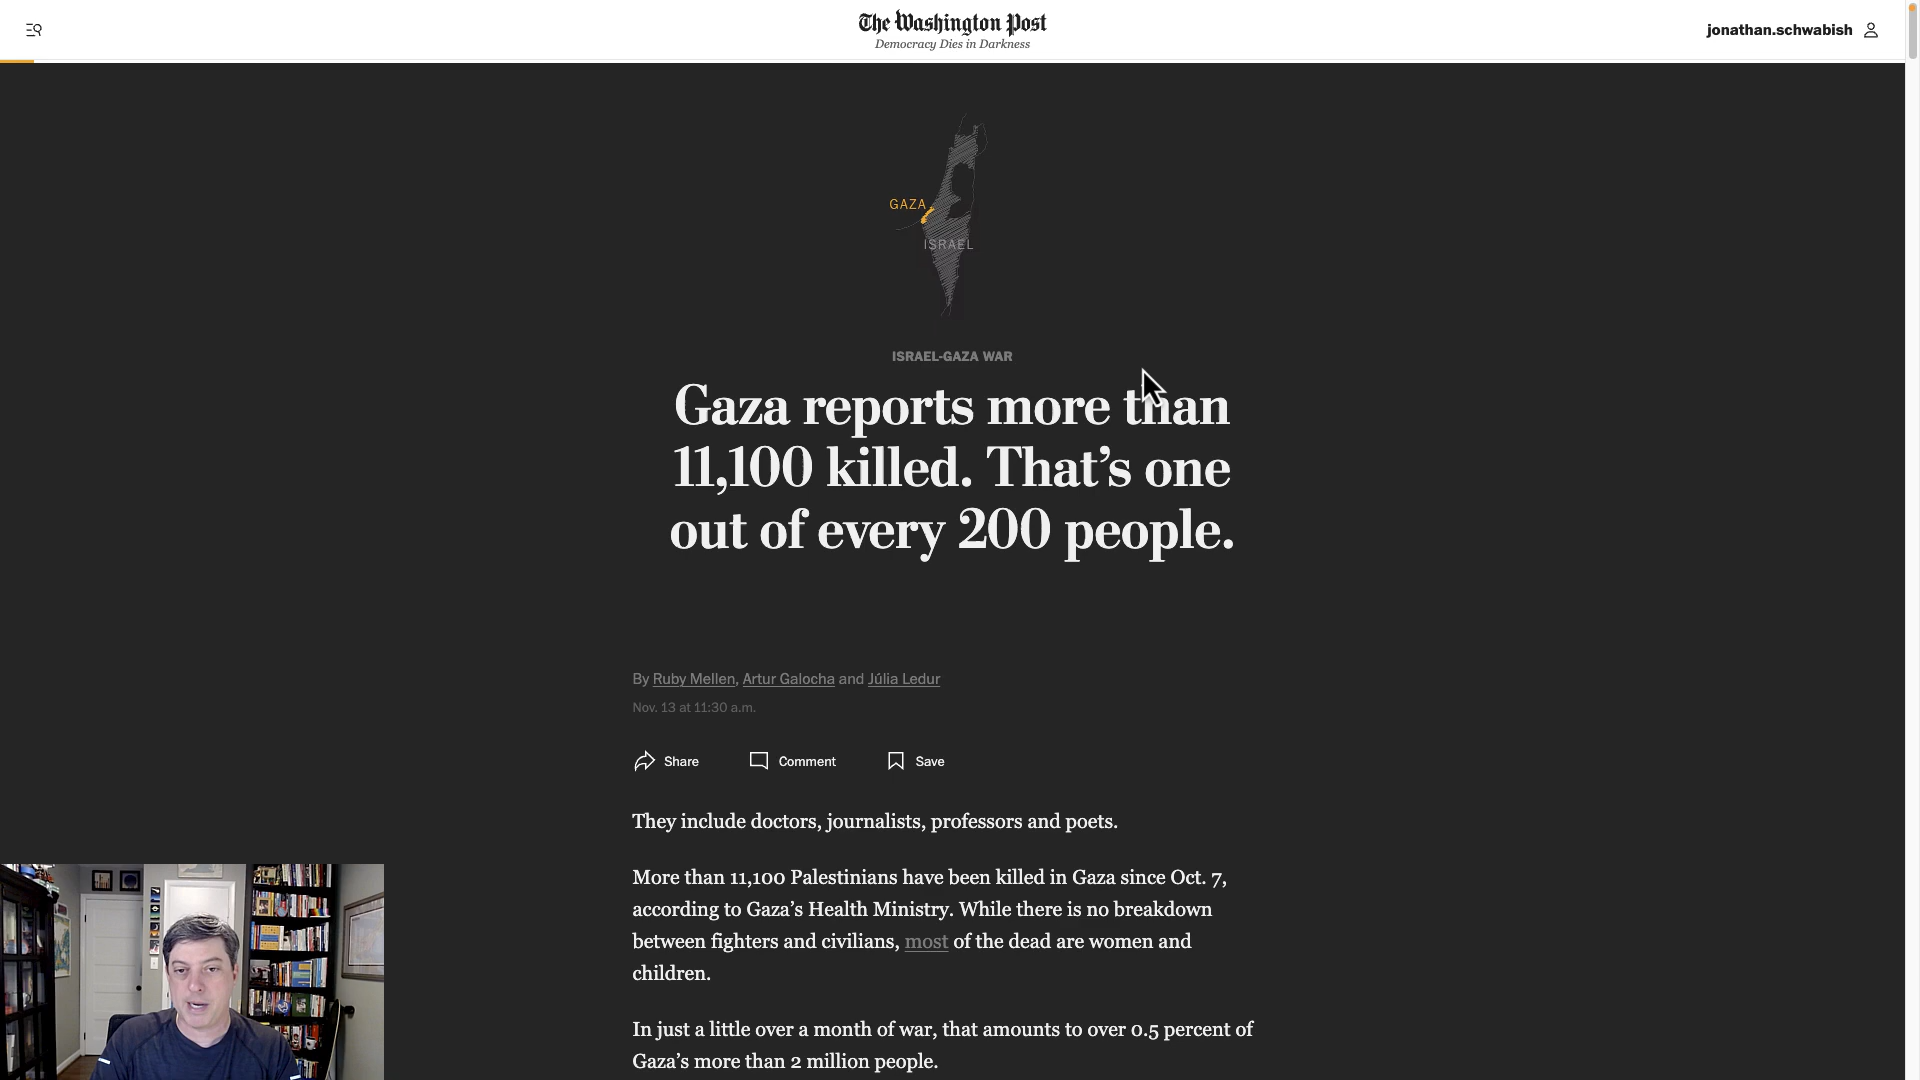 The Washington Post
Democracy Dies in Darkness
jonathan.schwabish
GAZA
ISRAEL
ISRAEL-GAZA WAR
Gaza reports more than
11,100 killed. That’s one
out of every 200 people.
By Ruby Mellen, Artur Galocha and Júlia Ledur
Nov. 13 at 11:30 a.m.
Share
Comment
Save
They include doctors, journalists, professors and poets.
More than 11,100 Palestinians have been killed in Gaza since Oct. 7,
according to Gaza’s Health Ministry. While there is no breakdown
between fighters and civilians, most of the dead are women and
children.
In just a little over a month of war, that amounts to over 0.5 percent of
Gaza’s more than 2 million people.